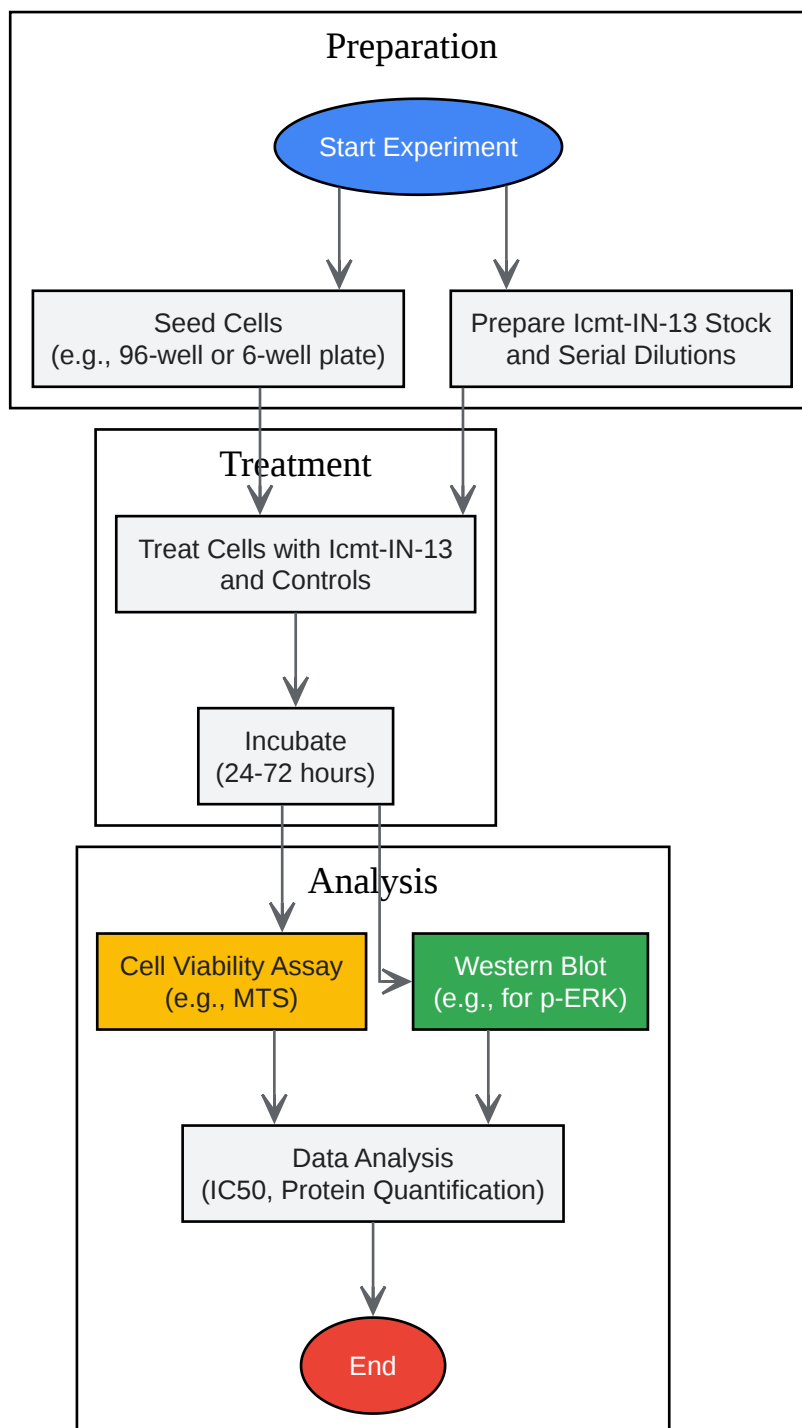 Preparation
Start Experiment
Seed Cells
(e.g., 96-well or 6-well plate)
Prepare Icmt-IN-13 Stock
and Serial Dilutions
Treatment
Treat Cells with Icmt-IN-13
and Controls
Incubate
(24-72 hours)
Analysis
Cell Viability Assay
(e.g., MTS)
Western Blot
(e.g., for p-ERK)
Data Analysis
(IC50, Protein Quantification)
End